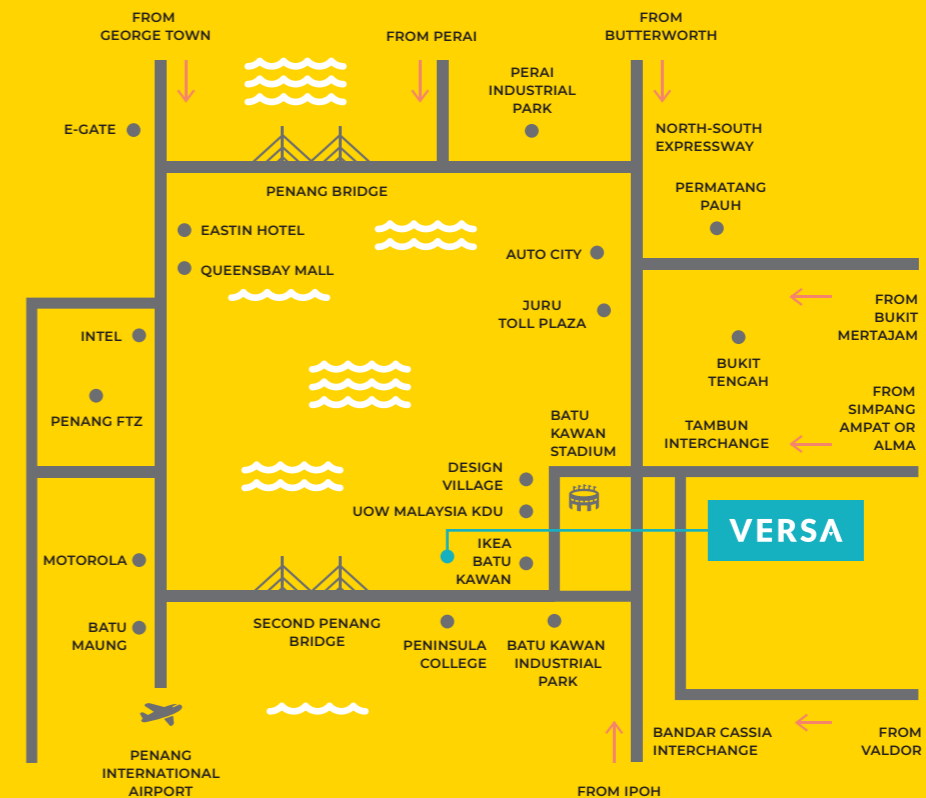 FROM
GEORGE TOWN
FROM PERAI
FROM
BUTTERWORTH
PERAI
INDUSTRIAL
PARK
E-GATE
NORTH-SOUTH
EXPRESSWAY
PENANG BRIDGE
PERMATANG
PAUH
EASTIN HOTEL
AUTO CITY
QUEENSBAY MALL
FROM
BUKIT
MERTAJAM
JURU
TOLL PLAZA
INTEL
BUKIT
TENGAH
PENANG FTZ
FROM
SIMPANG
AMPAT OR
ALMA
BATU
KAWAN
STADIUM
TAMBUN
INTERCHANGE
DESIGN
VILLAGE
UOW MALAYSIA KDU
VERSA
IKEA
BATU
KAWAN
MOTOROLA
BATU
MAUNG
SECOND PENANG
BRIDGE
PENINSULA
COLLEGE
BATU KAWAN
INDUSTRIAL
PARK
BANDAR CASSIA
INTERCHANGE
FROM
VALDOR
PENANG
INTERNATIONAL
AIRPORT
FROM IPOH